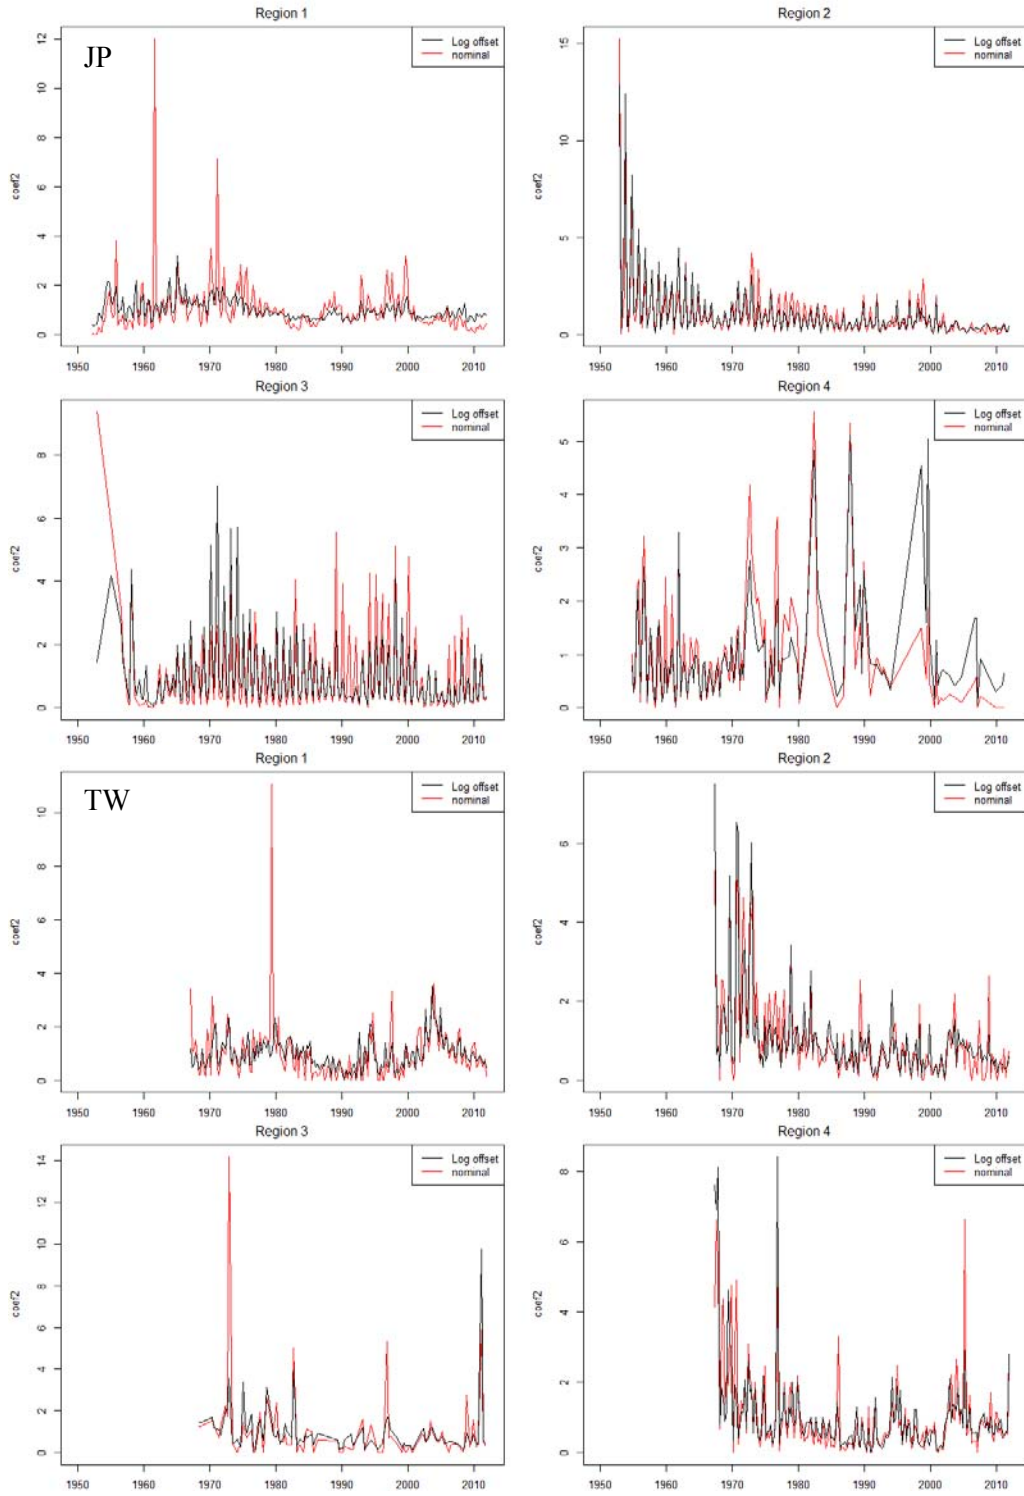 Region 1
JP
Log offset
nominal
coef2
0 2 4 6 8 10 12
1950 1960 1970 1980 1990 2000 2010
Region 2
Log offset
nominal
coef2
0 5 10 15
1950 1960 1970 1980 1990 2000 2010
Region 3
Log offset
nominal
coef2
0 2 4 6 8
1950 1960 1970 1980 1990 2000 2010
Region 4
Log offset
nominal
coef2
0 1 2 3 4 5
1950 1960 1970 1980 1990 2000 2010
Region 1
TW
Log offset
nominal
coef2
0 2 4 6 8 10
1950 1960 1970 1980 1990 2000 2010
Region 2
Log offset
nominal
coef2
0 2 4 6
1950 1960 1970 1980 1990 2000 2010
Region 3
Log offset
nominal
coef2
0 2 4 6 8 10 12 14
1950 1960 1970 1980 1990 2000 2010
Region 4
Log offset
nominal
coef2
0 2 4 6 8
1950 1960 1970 1980 1990 2000 2010